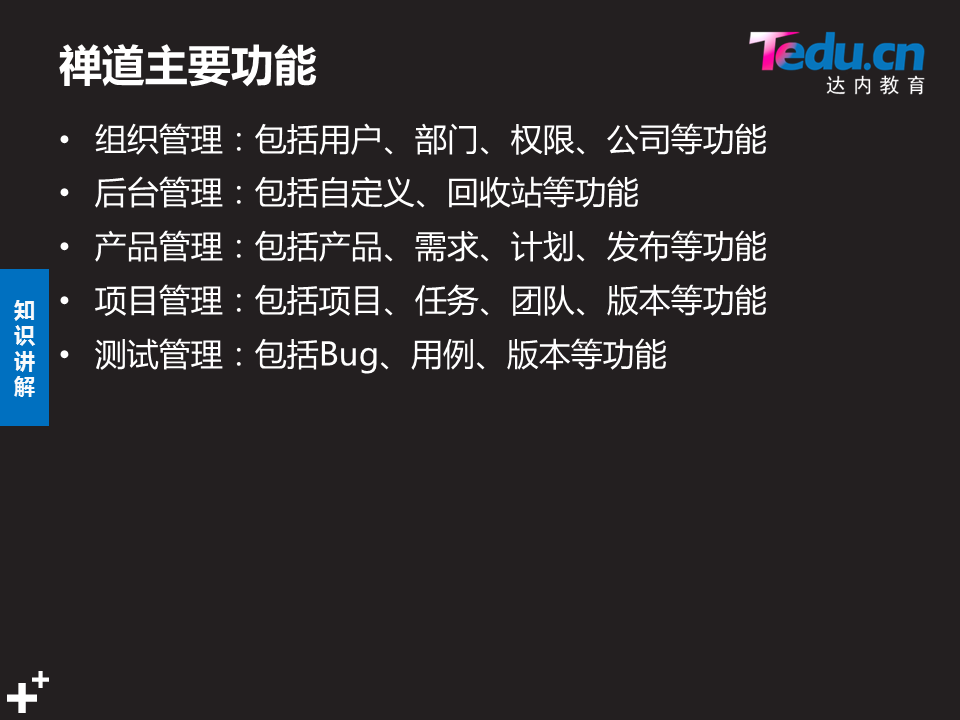 禅道主要功能
Tedu.cn
达内教育
• 组织管理：包括用户、部门、权限、公司等功能
• 后台管理：包括自定义、回收站等功能
• 产品管理：包括产品、需求、计划、发布等功能
• 项目管理：包括项目、任务、团队、版本等功能
• 测试管理：包括Bug、用例、版本等功能
知识讲解